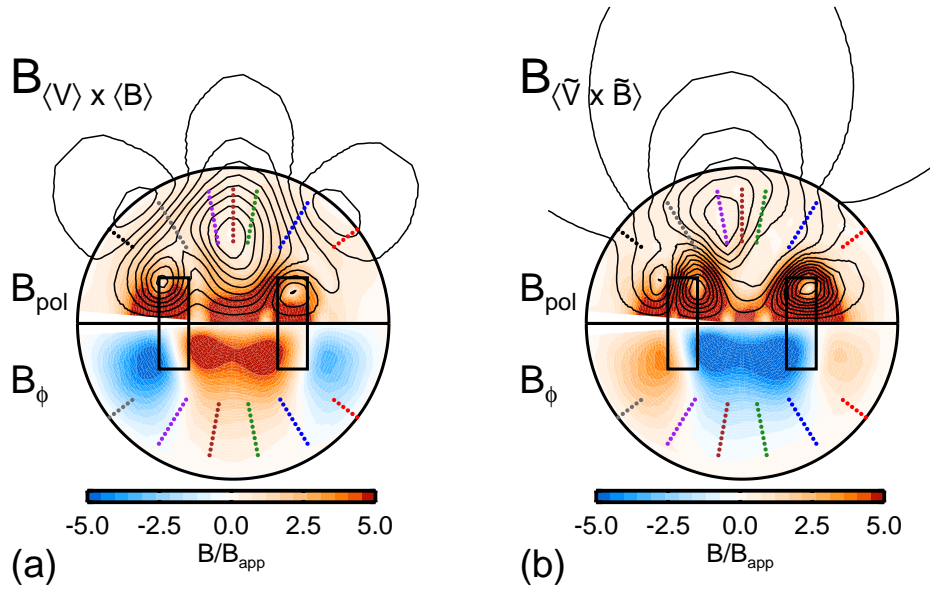 B⟨V⟩ x ⟨B⟩
B⟨Ṽ x B̃⟩
Bpol
Bpol
Bϕ
Bϕ
-5.0 -2.5 0.0 2.5 5.0
-5.0 -2.5 0.0 2.5 5.0
B/Bapp
B/Bapp
(a)
(b)